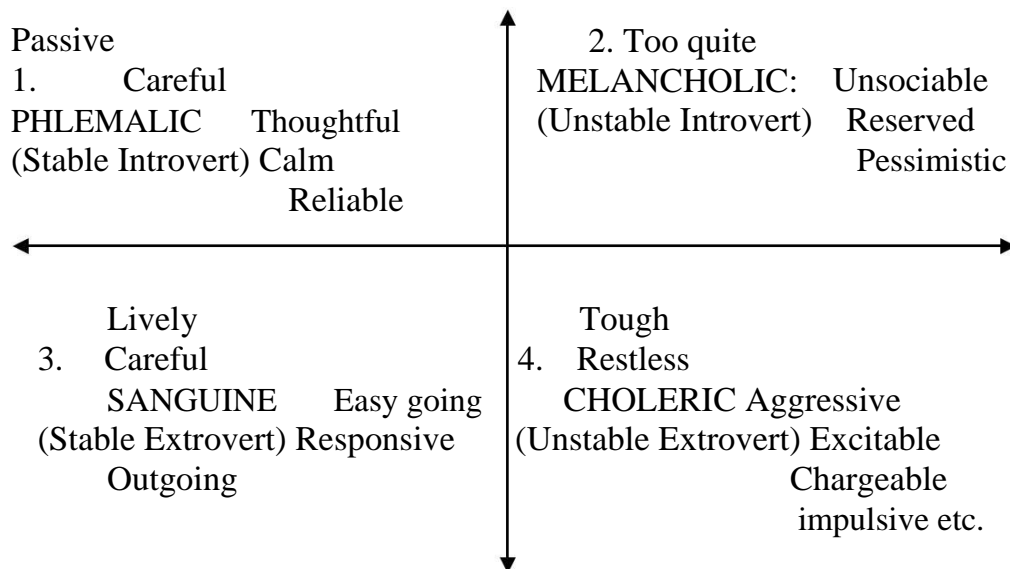 Passive
1. Careful
PHLEMALIC Thoughtful
(Stable Introvert) Calm
Reliable
2. Too quite
MELANCHOLIC: Unsociable
(Unstable Introvert) Reserved
Pessimistic
Lively
3. Careful
SANGUINE Easy going
(Stable Extrovert) Responsive
Outgoing
Tough
4. Restless
CHOLERIC Aggressive
(Unstable Extrovert) Excitable
Chargeable
impulsive etc.